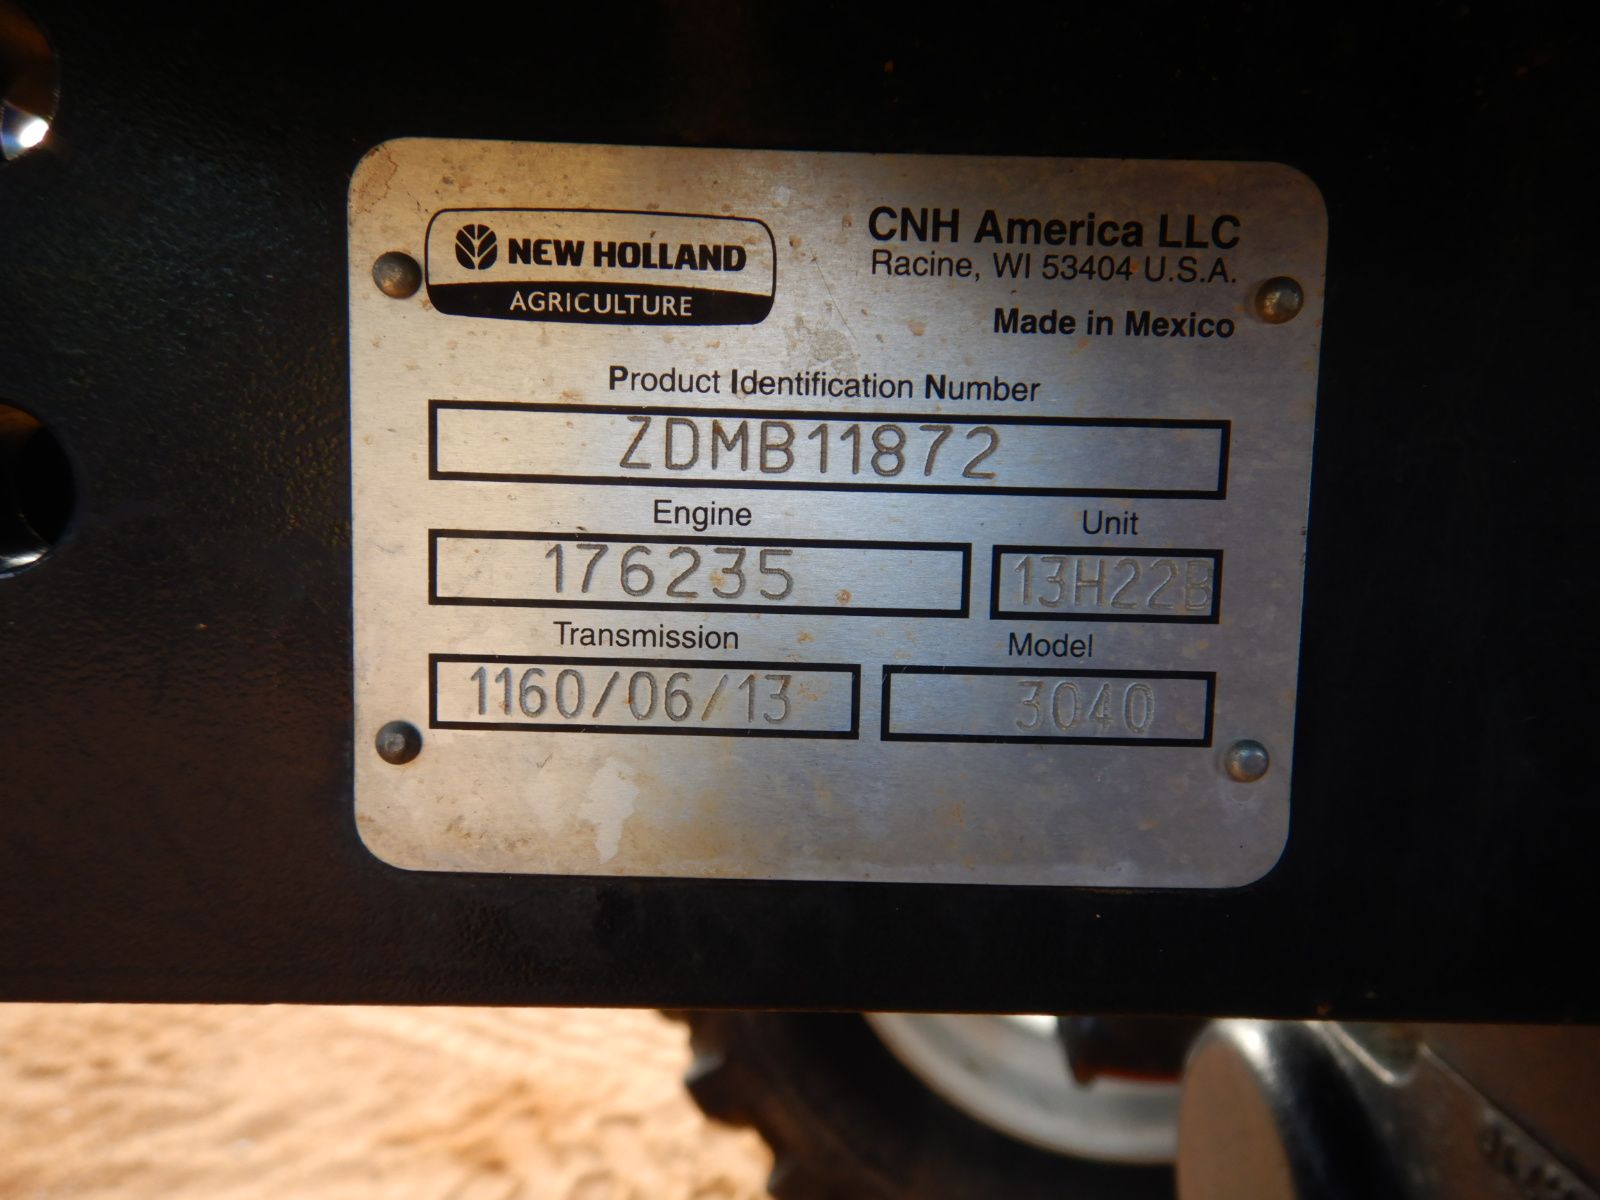 NEW HOLLAND
AGRICULTURE
CNH America LLC
Racine, WI 53404 U.S.A.
Made in Mexico
Product Identification Number
ZDMB11872
Engine
176235
Unit
13H22B
Transmission
1160/06/13
Model
3040